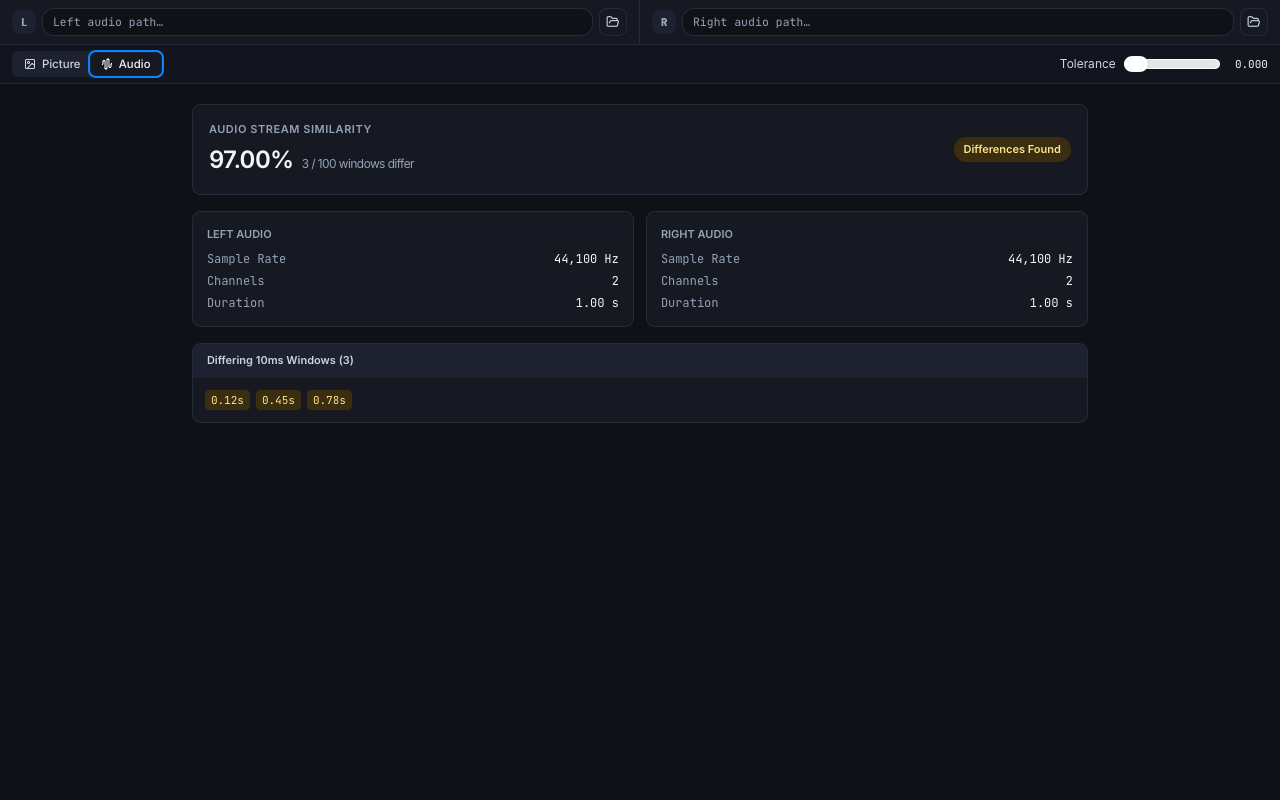 L Left audio path… R Right audio path…
Picture Audio Tolerance 0.000
AUDIO STREAM SIMILARITY
97.00% 3 / 100 windows differ
Differences Found
LEFT AUDIO
Sample Rate 44,100 Hz
Channels 2
Duration 1.00 s
RIGHT AUDIO
Sample Rate 44,100 Hz
Channels 2
Duration 1.00 s
Differing 10ms Windows (3)
0.12s 0.45s 0.78s